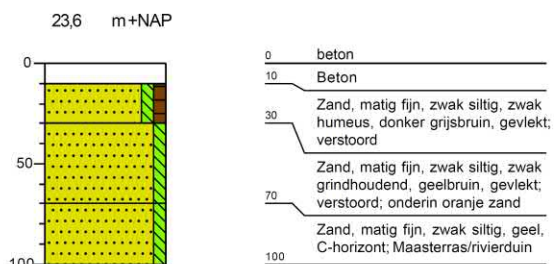 23,6 m+NAP
0
50
100
0 beton
10 Beton
Zand, matig fijn, zwak siltig, zwak
30 humeus, donker grijsbruin, gevlekt;
verstoord
Zand, matig fijn, zwak siltig, zwak
grindhoudend, geelbruin, gevlekt;
70 verstoord; onderin oranje zand
Zand, matig fijn, zwak siltig, geel,
C-horizont; Maasterras/rivierduin
100